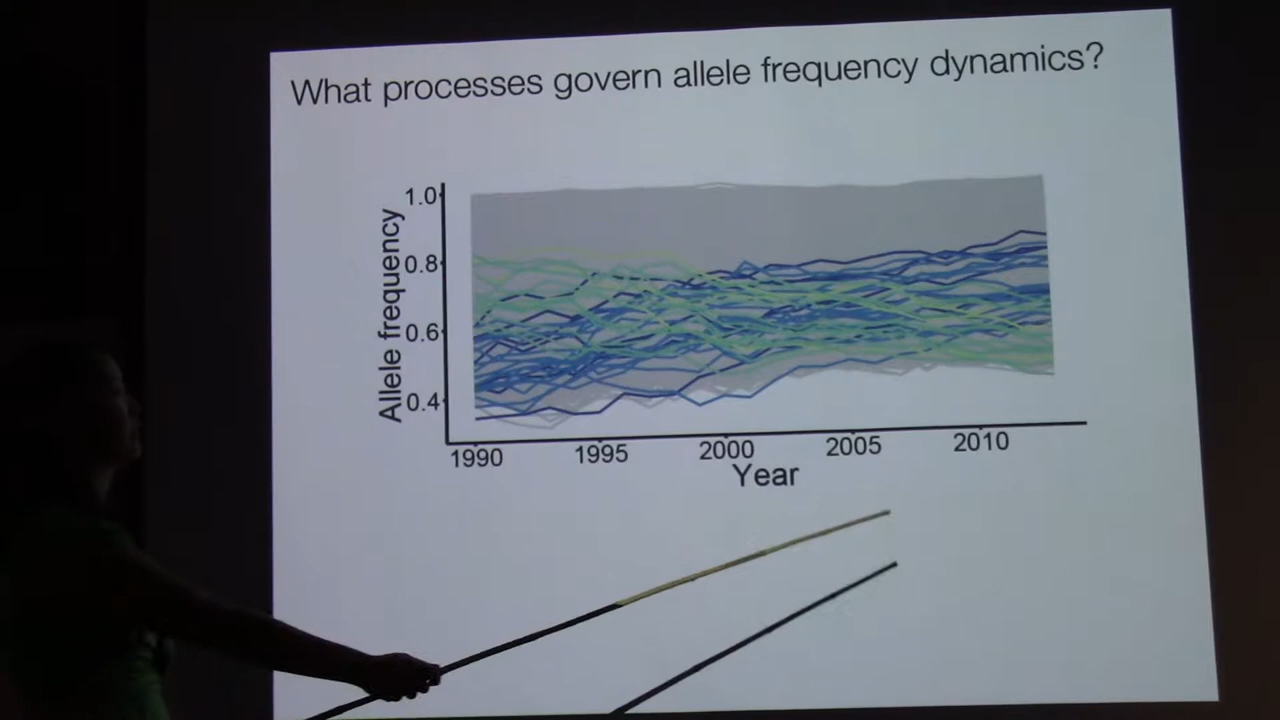 What processes govern allele frequency dynamics?
Allele frequency
1.0
0.8
0.6
0.4
1990 1995 2000 2005 2010
Year